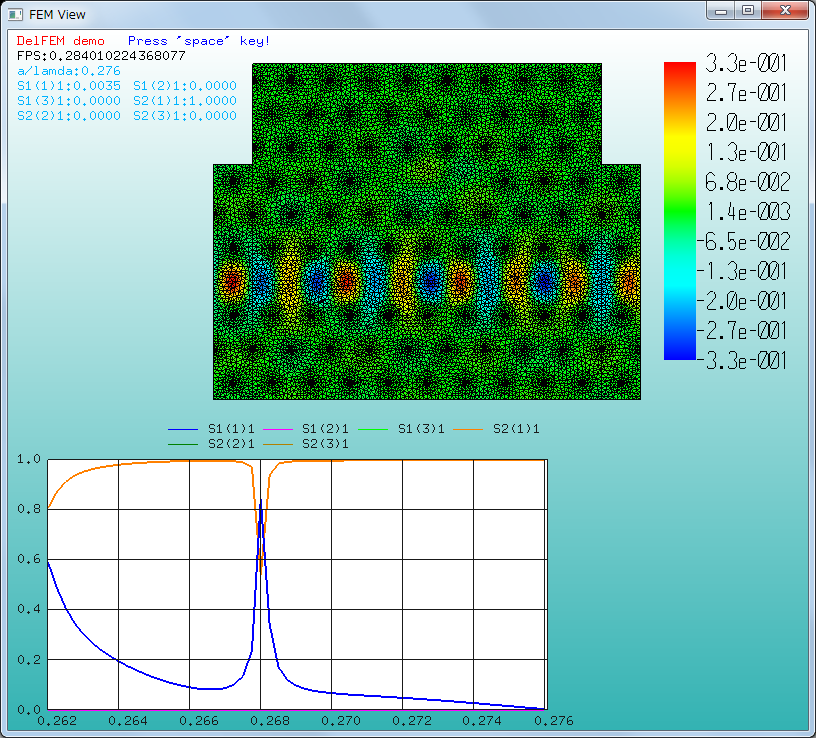 FEM View
DelFEM demo Press "space" key!
FPS:0.284010224368077
a/lamda:0.276
S1(1)1:0.0035 S1(2)1:0.0000
S1(3)1:0.0000 S2(1)1:1.0000
S2(2)1:0.0000 S2(3)1:0.0000
3.3e-001
2.7e-001
2.0e-001
1.3e-001
6.8e-002
1.4e-003
-6.5e-002
-1.3e-001
-2.0e-001
-2.7e-001
-3.3e-001
S1(1)1 S1(2)1 S1(3)1 S2(1)1
S2(2)1 S2(3)1
1.0
0.8
0.6
0.4
0.2
0.0
0.262 0.264 0.266 0.268 0.270 0.272 0.274 0.276